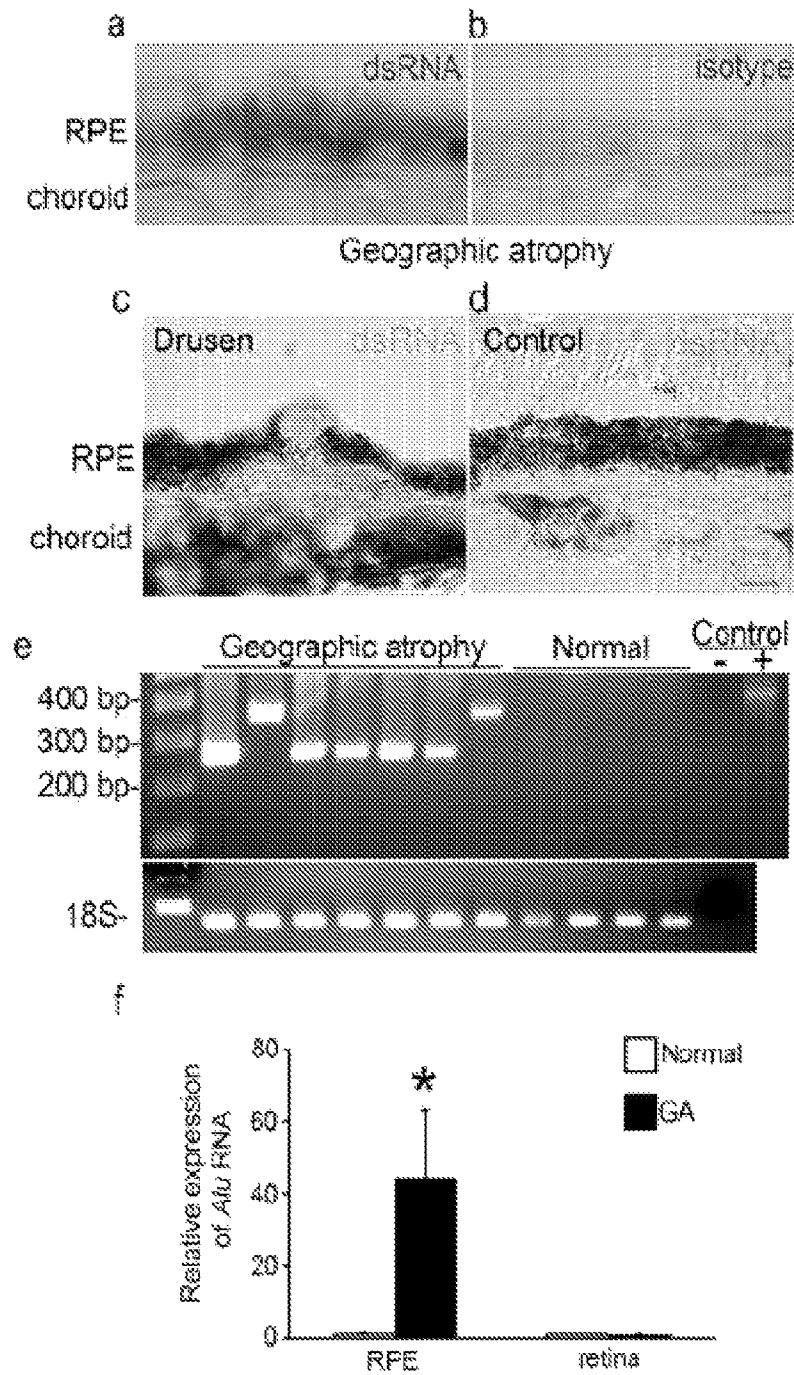 a
b
dsRNA
isotype
RPE
choroid
Geographic atrophy
c
d
Drusen
dsRNA
Control
dsRNA
RPE
choroid
e
Geographic atrophy
Normal
Control
- +
400 bp-
300 bp-
200 bp-
18S-
f
80
60
40
20
0
Relative expression
of Alu RNA
*
Normal
GA
RPE
retina